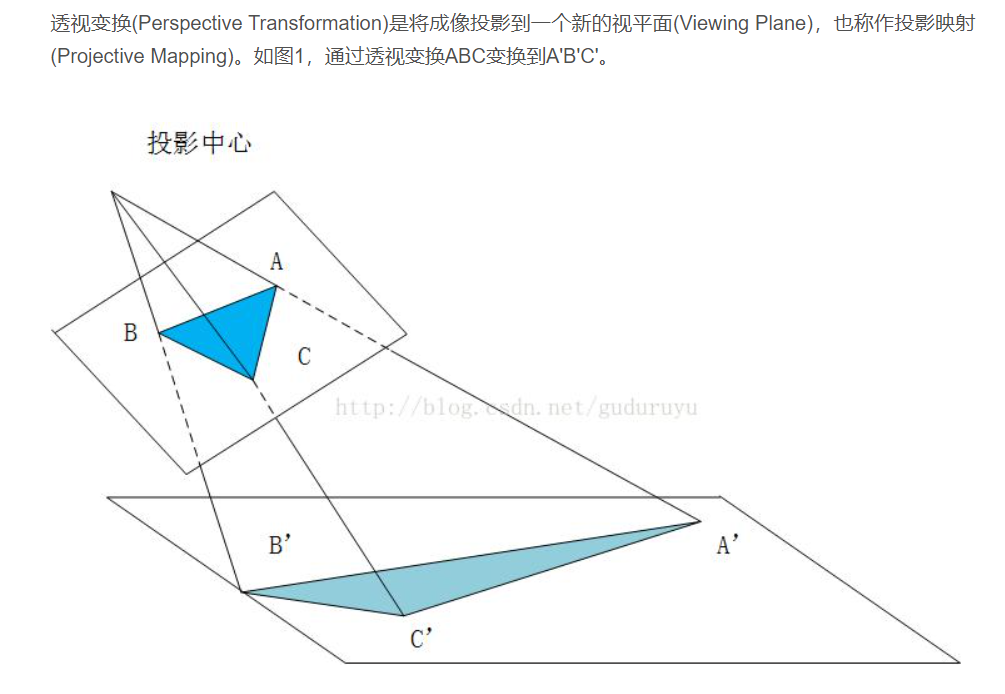 透视变换(Perspective Transformation)是将成像投影到一个新的视平面(Viewing Plane)，也称作投影映射
(Projective Mapping)。如图1，通过透视变换ABC变换到A'B'C'。
投影中心
A
B
C
http://blog.csdn.net/guduruyu
B'
A'
C'